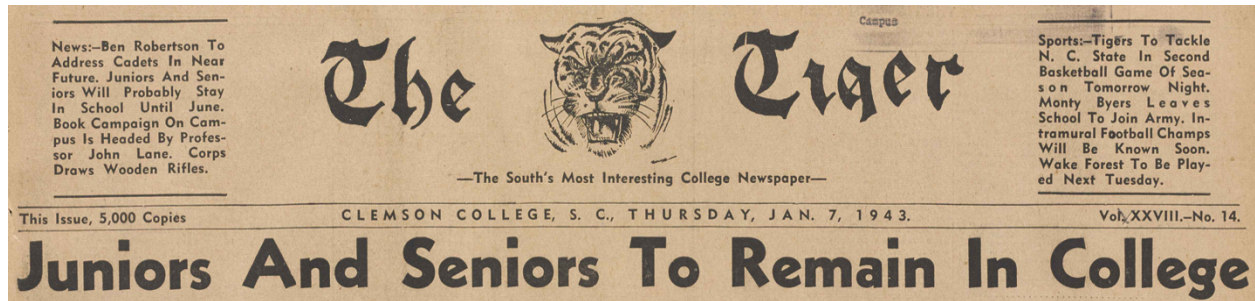 News:–Ben Robertson To
Address Cadets In Near
Future. Juniors And Sen-
iors Will Probably Stay
In School Until June.
Book Campaign On Cam-
pus Is Headed By Profes-
sor John Lane. Corps
Draws Wooden Rifles.
The Tiger
—The South's Most Interesting College Newspaper—
Campus
Sports:–Tigers To Tackle
N. C. State In Second
Basketball Game Of Sea-
son Tomorrow Night.
Monty Byers Leaves
School To Join Army. In-
tramural Football Champs
Will Be Known Soon.
Wake Forest To Be Play-
ed Next Tuesday.
This Issue, 5,000 Copies
CLEMSON COLLEGE, S. C., THURSDAY, JAN. 7, 1943.
Vol. XXVIII.–No. 14.
Juniors And Seniors To Remain In College